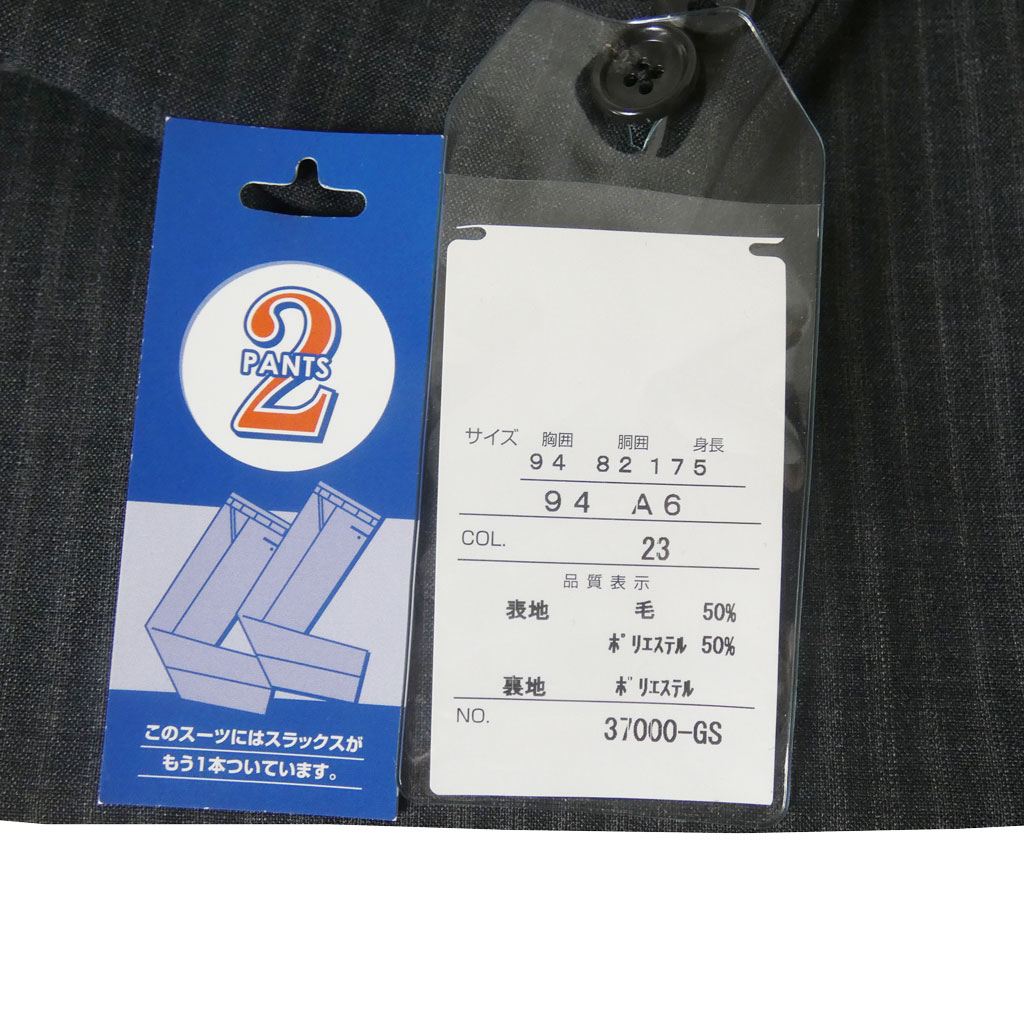 2
PANTS
このスーツにはスラックスが
もう1本ついています。
サイズ 胸囲 胴囲 身長
94 82 175
94 A6
COL. 23
品質表示
表地 毛 50%
ポリエステル 50%
裏地 ポリエステル
NO. 37000-GS